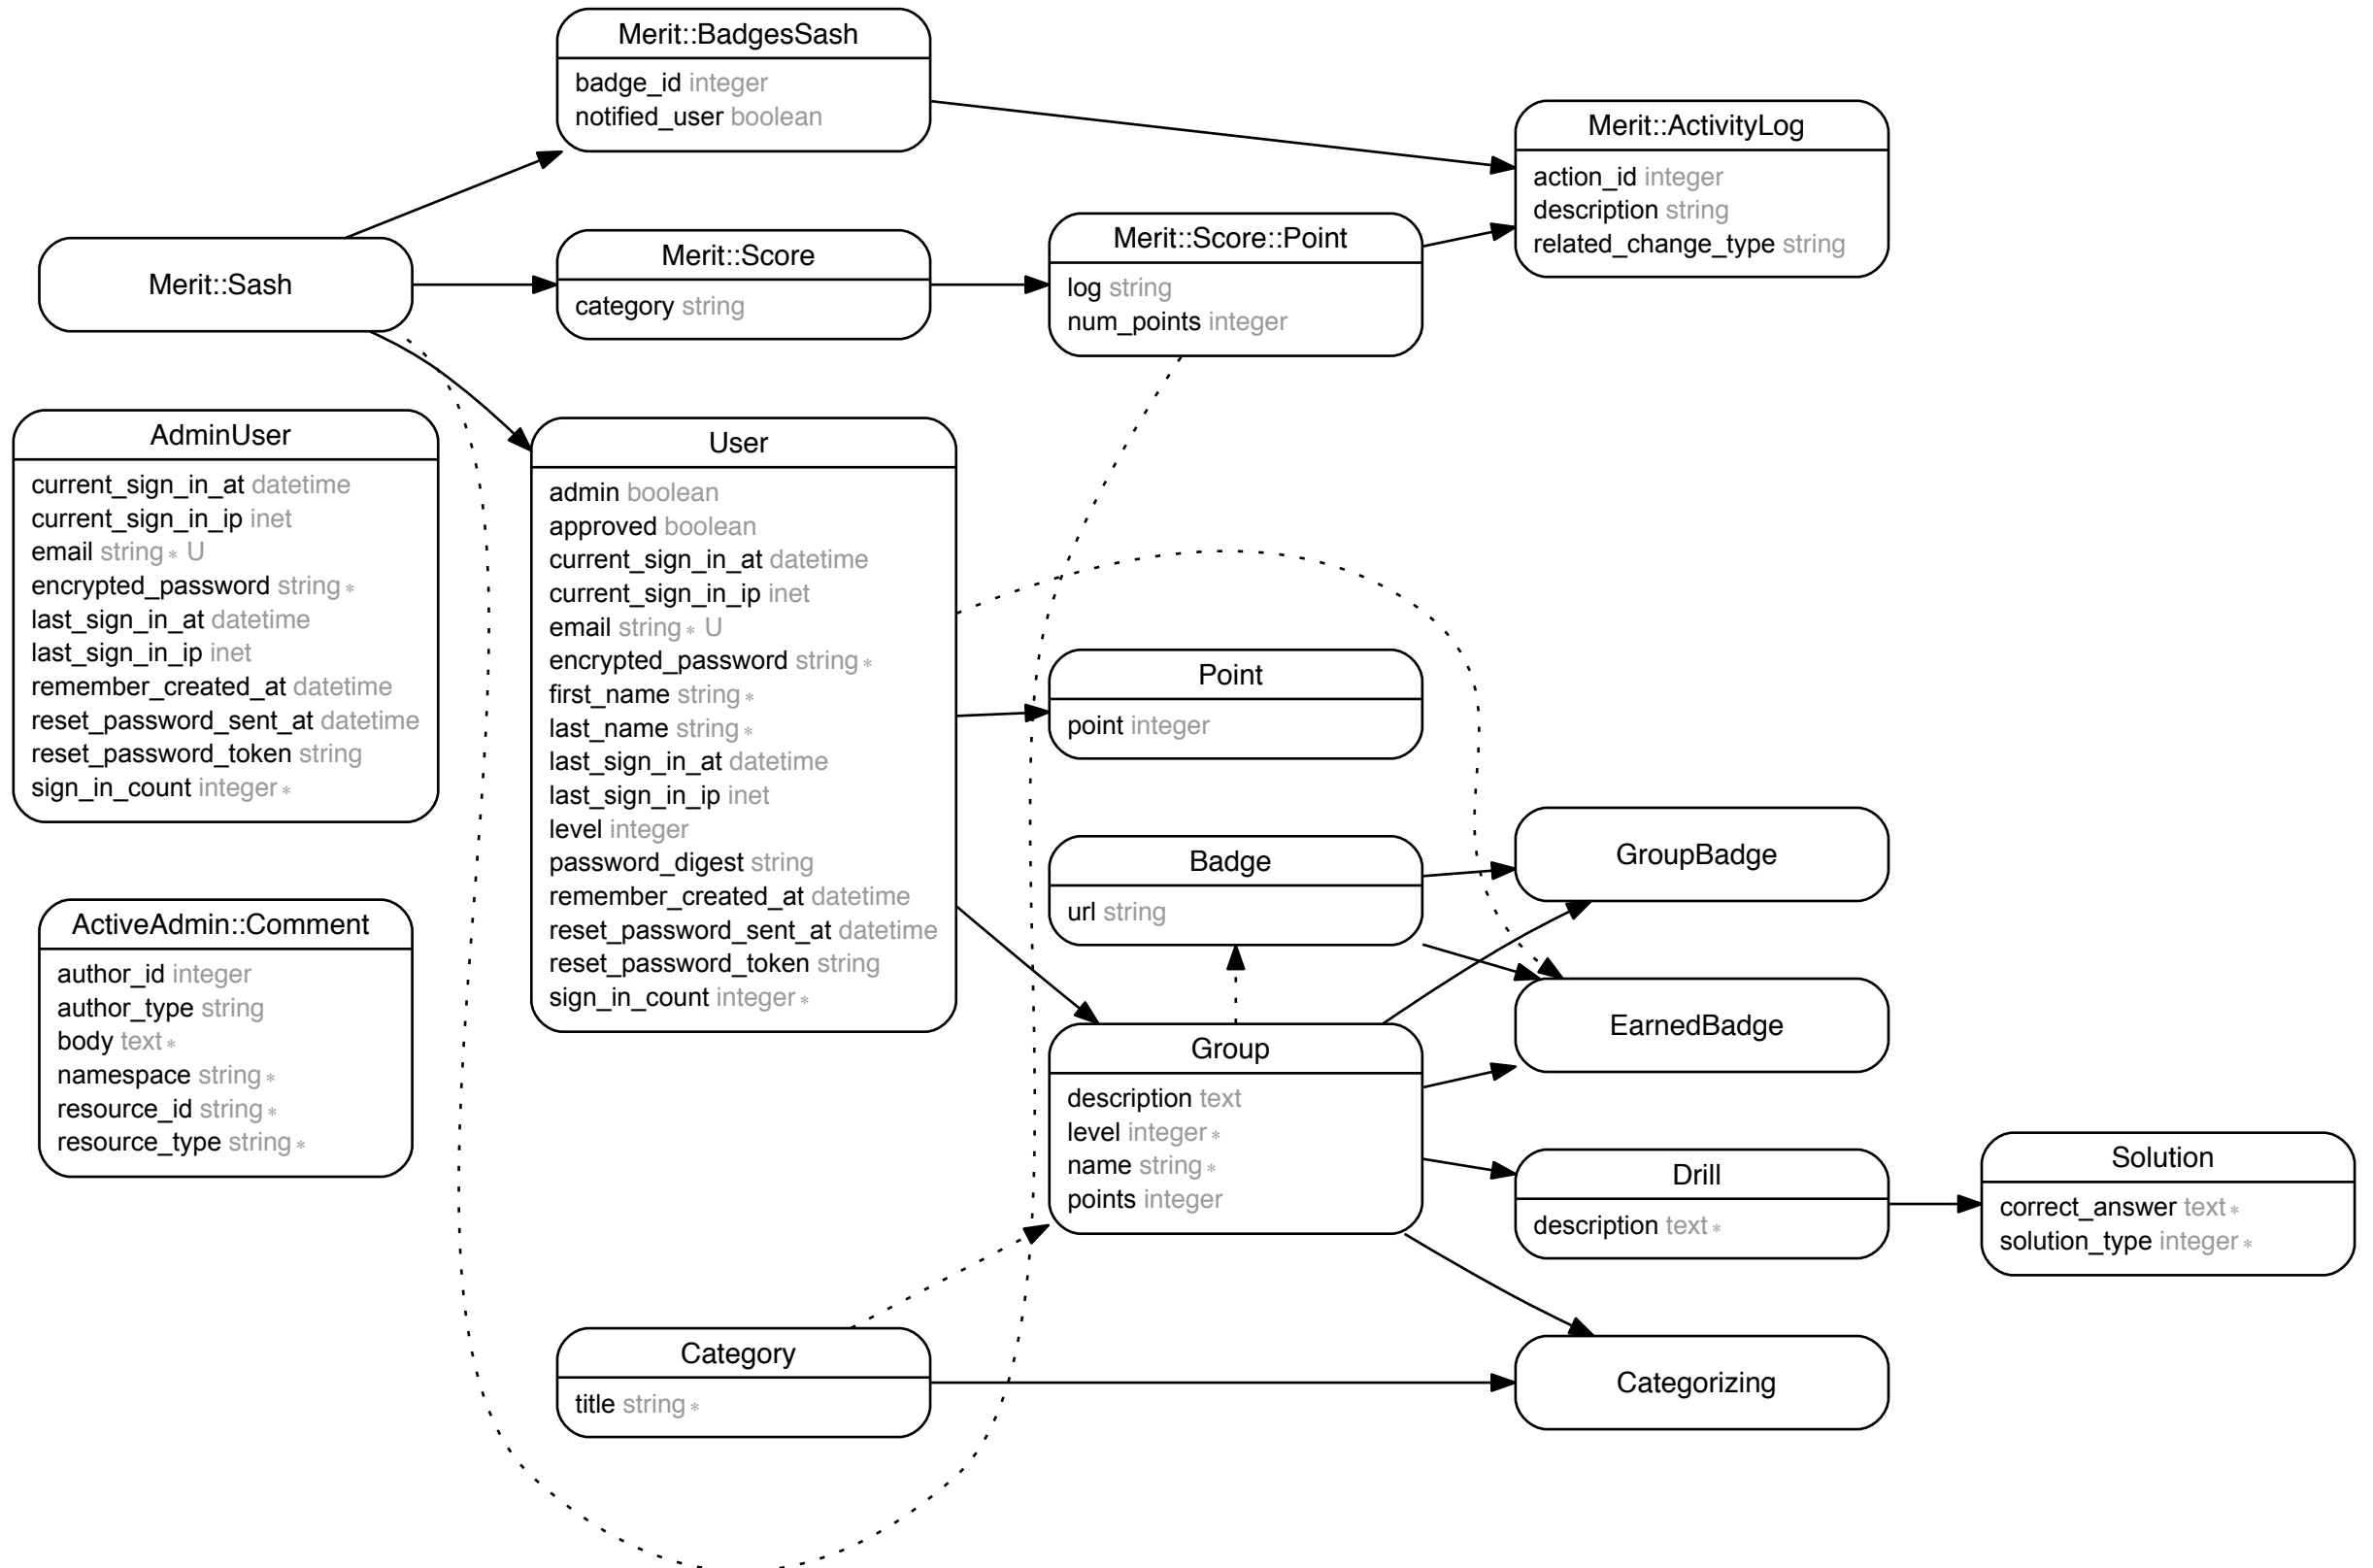 Merit::BadgesSash
badge_id integer
notified_user boolean
Merit::ActivityLog
action_id integer
description string
related_change_type string
Merit::Sash
Merit::Score
category string
Merit::Score::Point
log string
num_points integer
AdminUser
current_sign_in_at datetime
current_sign_in_ip inet
email string * U
encrypted_password string *
last_sign_in_at datetime
last_sign_in_ip inet
remember_created_at datetime
reset_password_sent_at datetime
reset_password_token string
sign_in_count integer *
User
admin boolean
approved boolean
current_sign_in_at datetime
current_sign_in_ip inet
email string * U
encrypted_password string *
first_name string *
last_name string *
last_sign_in_at datetime
last_sign_in_ip inet
level integer
password_digest string
remember_created_at datetime
reset_password_sent_at datetime
reset_password_token string
sign_in_count integer *
Point
point integer
Badge
url string
GroupBadge
EarnedBadge
ActiveAdmin::Comment
author_id integer
author_type string
body text *
namespace string *
resource_id string *
resource_type string *
Group
description text
level integer *
name string *
points integer
Drill
description text *
Solution
correct_answer text *
solution_type integer *
Category
title string *
Categorizing